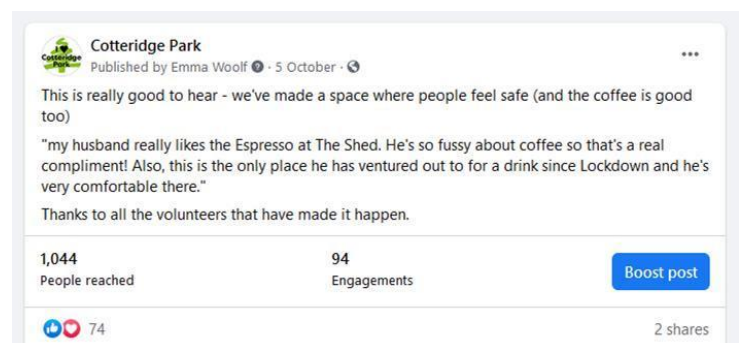 I ♥
Cotteridge
Park
Cotteridge Park
Published by Emma Woolf · 5 October ·
This is really good to hear - we've made a space where people feel safe (and the coffee is good
too)
"my husband really likes the Espresso at The Shed. He's so fussy about coffee so that's a real
compliment! Also, this is the only place he has ventured out to for a drink since Lockdown and he's
very comfortable there."
Thanks to all the volunteers that have made it happen.
1,044
People reached
94
Engagements
Boost post
74
2 shares